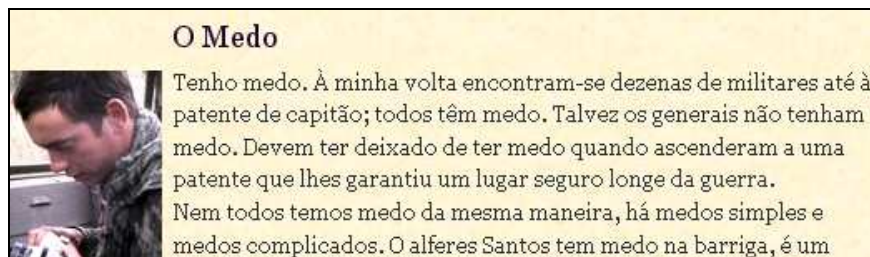 O Medo
Tenho medo. À minha volta encontram-se dezenas de militares até à
patente de capitão; todos têm medo. Talvez os generais não tenham
medo. Devem ter deixado de ter medo quando ascenderam a uma
patente que lhes garantiu um lugar seguro longe da guerra.
Nem todos temos medo da mesma maneira, há medos simples e
medos complicados. O alferes Santos tem medo na barriga, é um